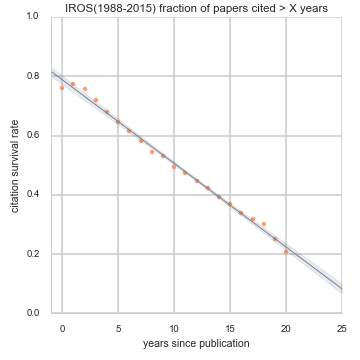 IROS(1988-2015) fraction of papers cited > X years
1.0
0.8
0.6
0.4
0.2
0.0
citation survival rate
0 5 10 15 20 25
years since publication